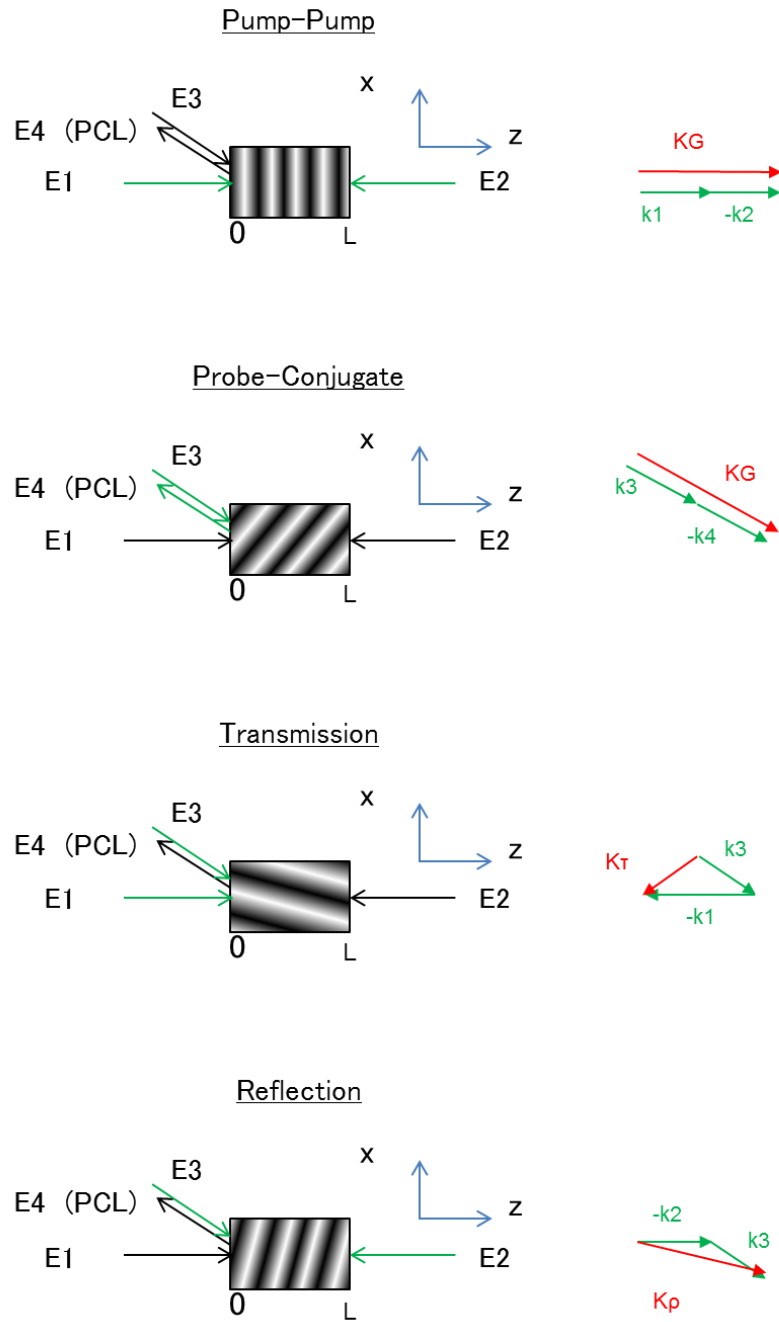 Pump-Pump
E3
x
E4 (PCL)
z
KG
E1
E2
k1
-k2
0
L
Probe-Conjugate
E3
x
E4 (PCL)
z
KG
k3
-k4
E1
E2
0
L
Transmission
E3
x
E4 (PCL)
z
KT
k3
E1
E2
-k1
0
L
Reflection
E3
x
E4 (PCL)
z
-k2
k3
E1
E2
0
L
Kρ